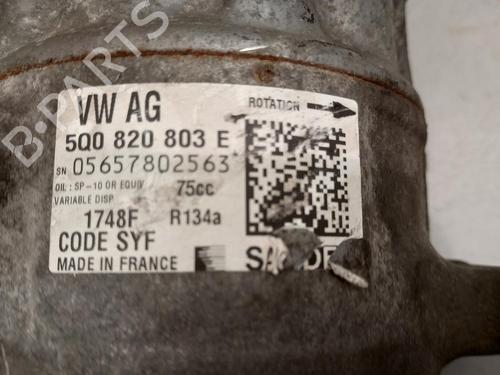 B-PARTS
VW AG
ROTATION
5Q0 820 803 E
SN 05657802563
OIL : SP-10 OR EQUIV 75cc
VARIABLE DISP
1748F R134a
CODE SYF
MADE IN FRANCE